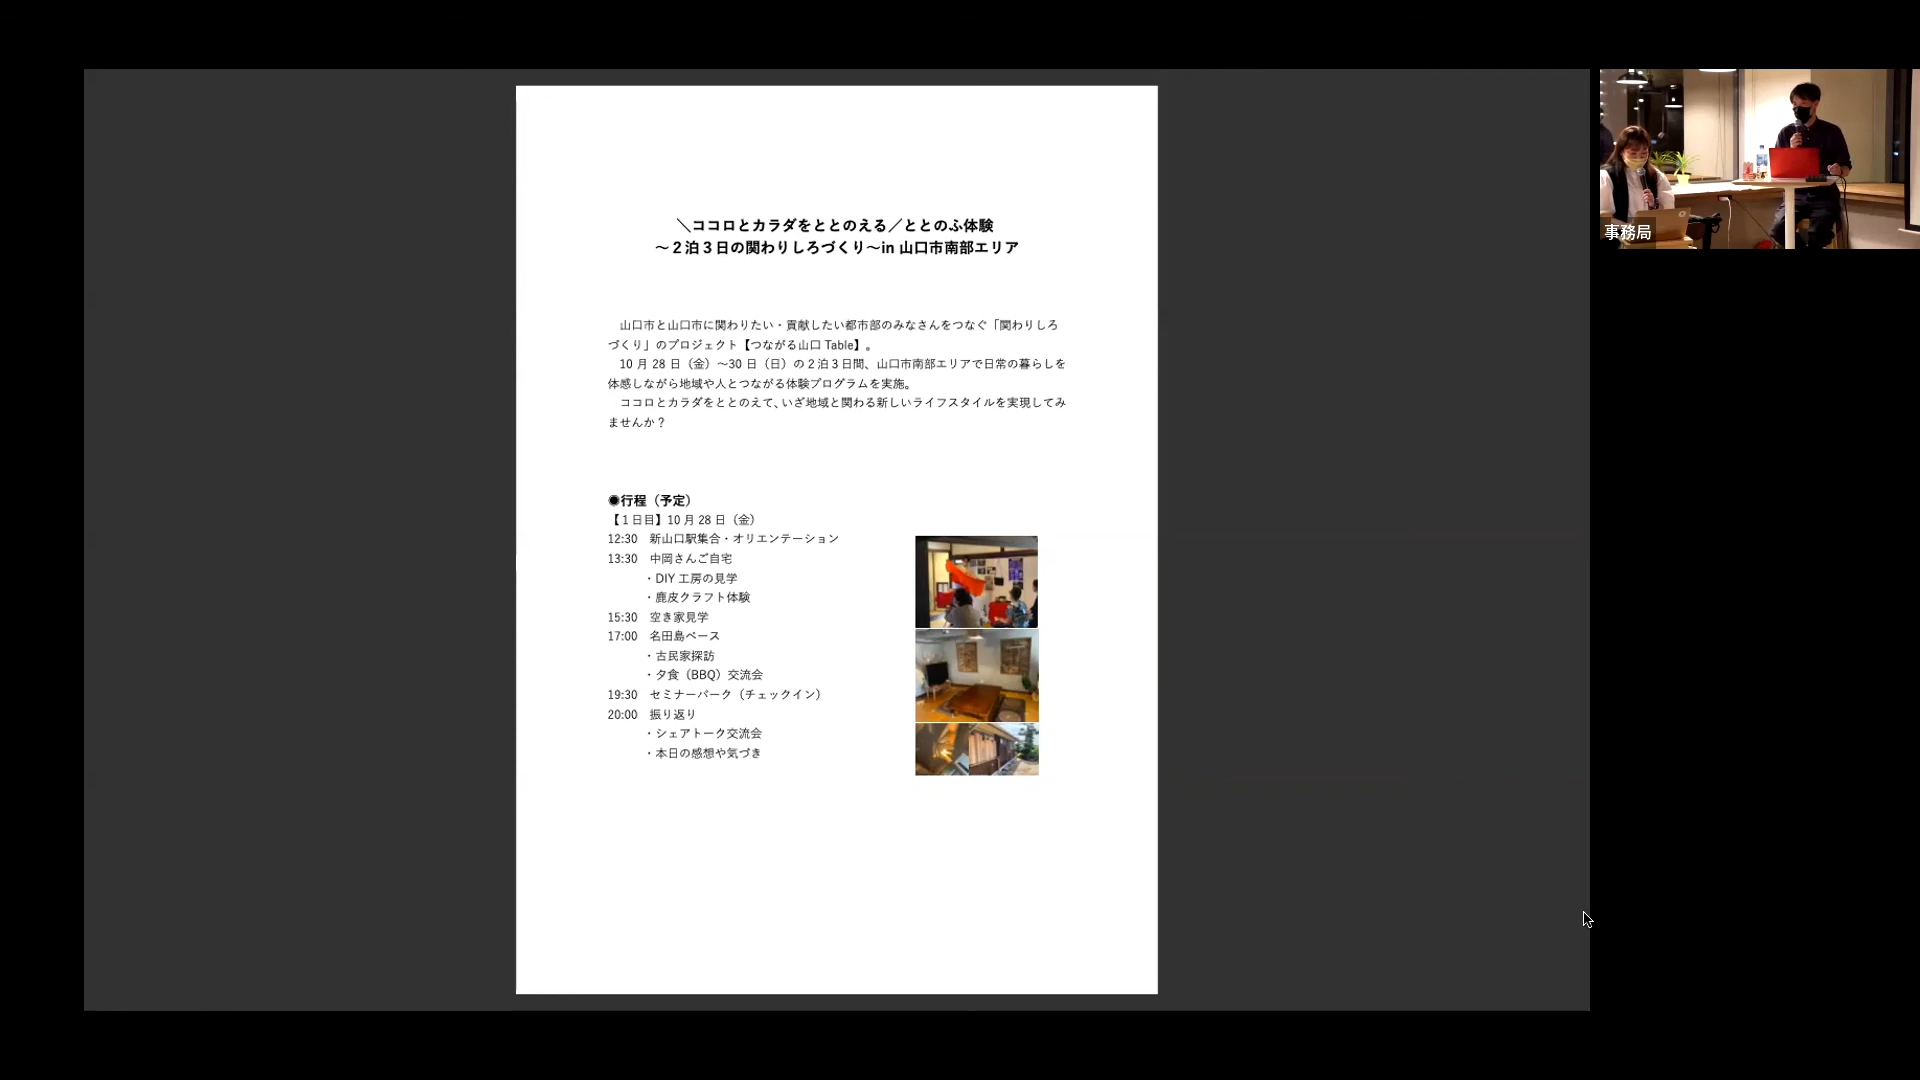 ＼ココロとカラダをととのえる／ととのふ体験
～２泊３日の関わりしろづくり～in 山口市南部エリア
山口市と山口市に関わりたい・貢献したい都市部のみなさんをつなぐ「関わりしろ
づくり」のプロジェクト【つながる山口 Table】。
10 月 28 日（金）～30 日（日）の２泊３日間、山口市南部エリアで日常の暮らしを
体感しながら地域や人とつながる体験プログラムを実施。
ココロとカラダをととのえて、いざ地域と関わる新しいライフスタイルを実現してみ
ませんか？
◉行程（予定）
【１日目】10 月 28 日（金）
12:30　新山口駅集合・オリエンテーション
13:30　中岡さんご自宅
・DIY 工房の見学
・鹿皮クラフト体験
15:30　空き家見学
17:00　名田島ベース
・古民家探訪
・夕食（BBQ）交流会
19:30　セミナーパーク（チェックイン）
20:00　振り返り
・シェアトーク交流会
・本日の感想や気づき
事務局